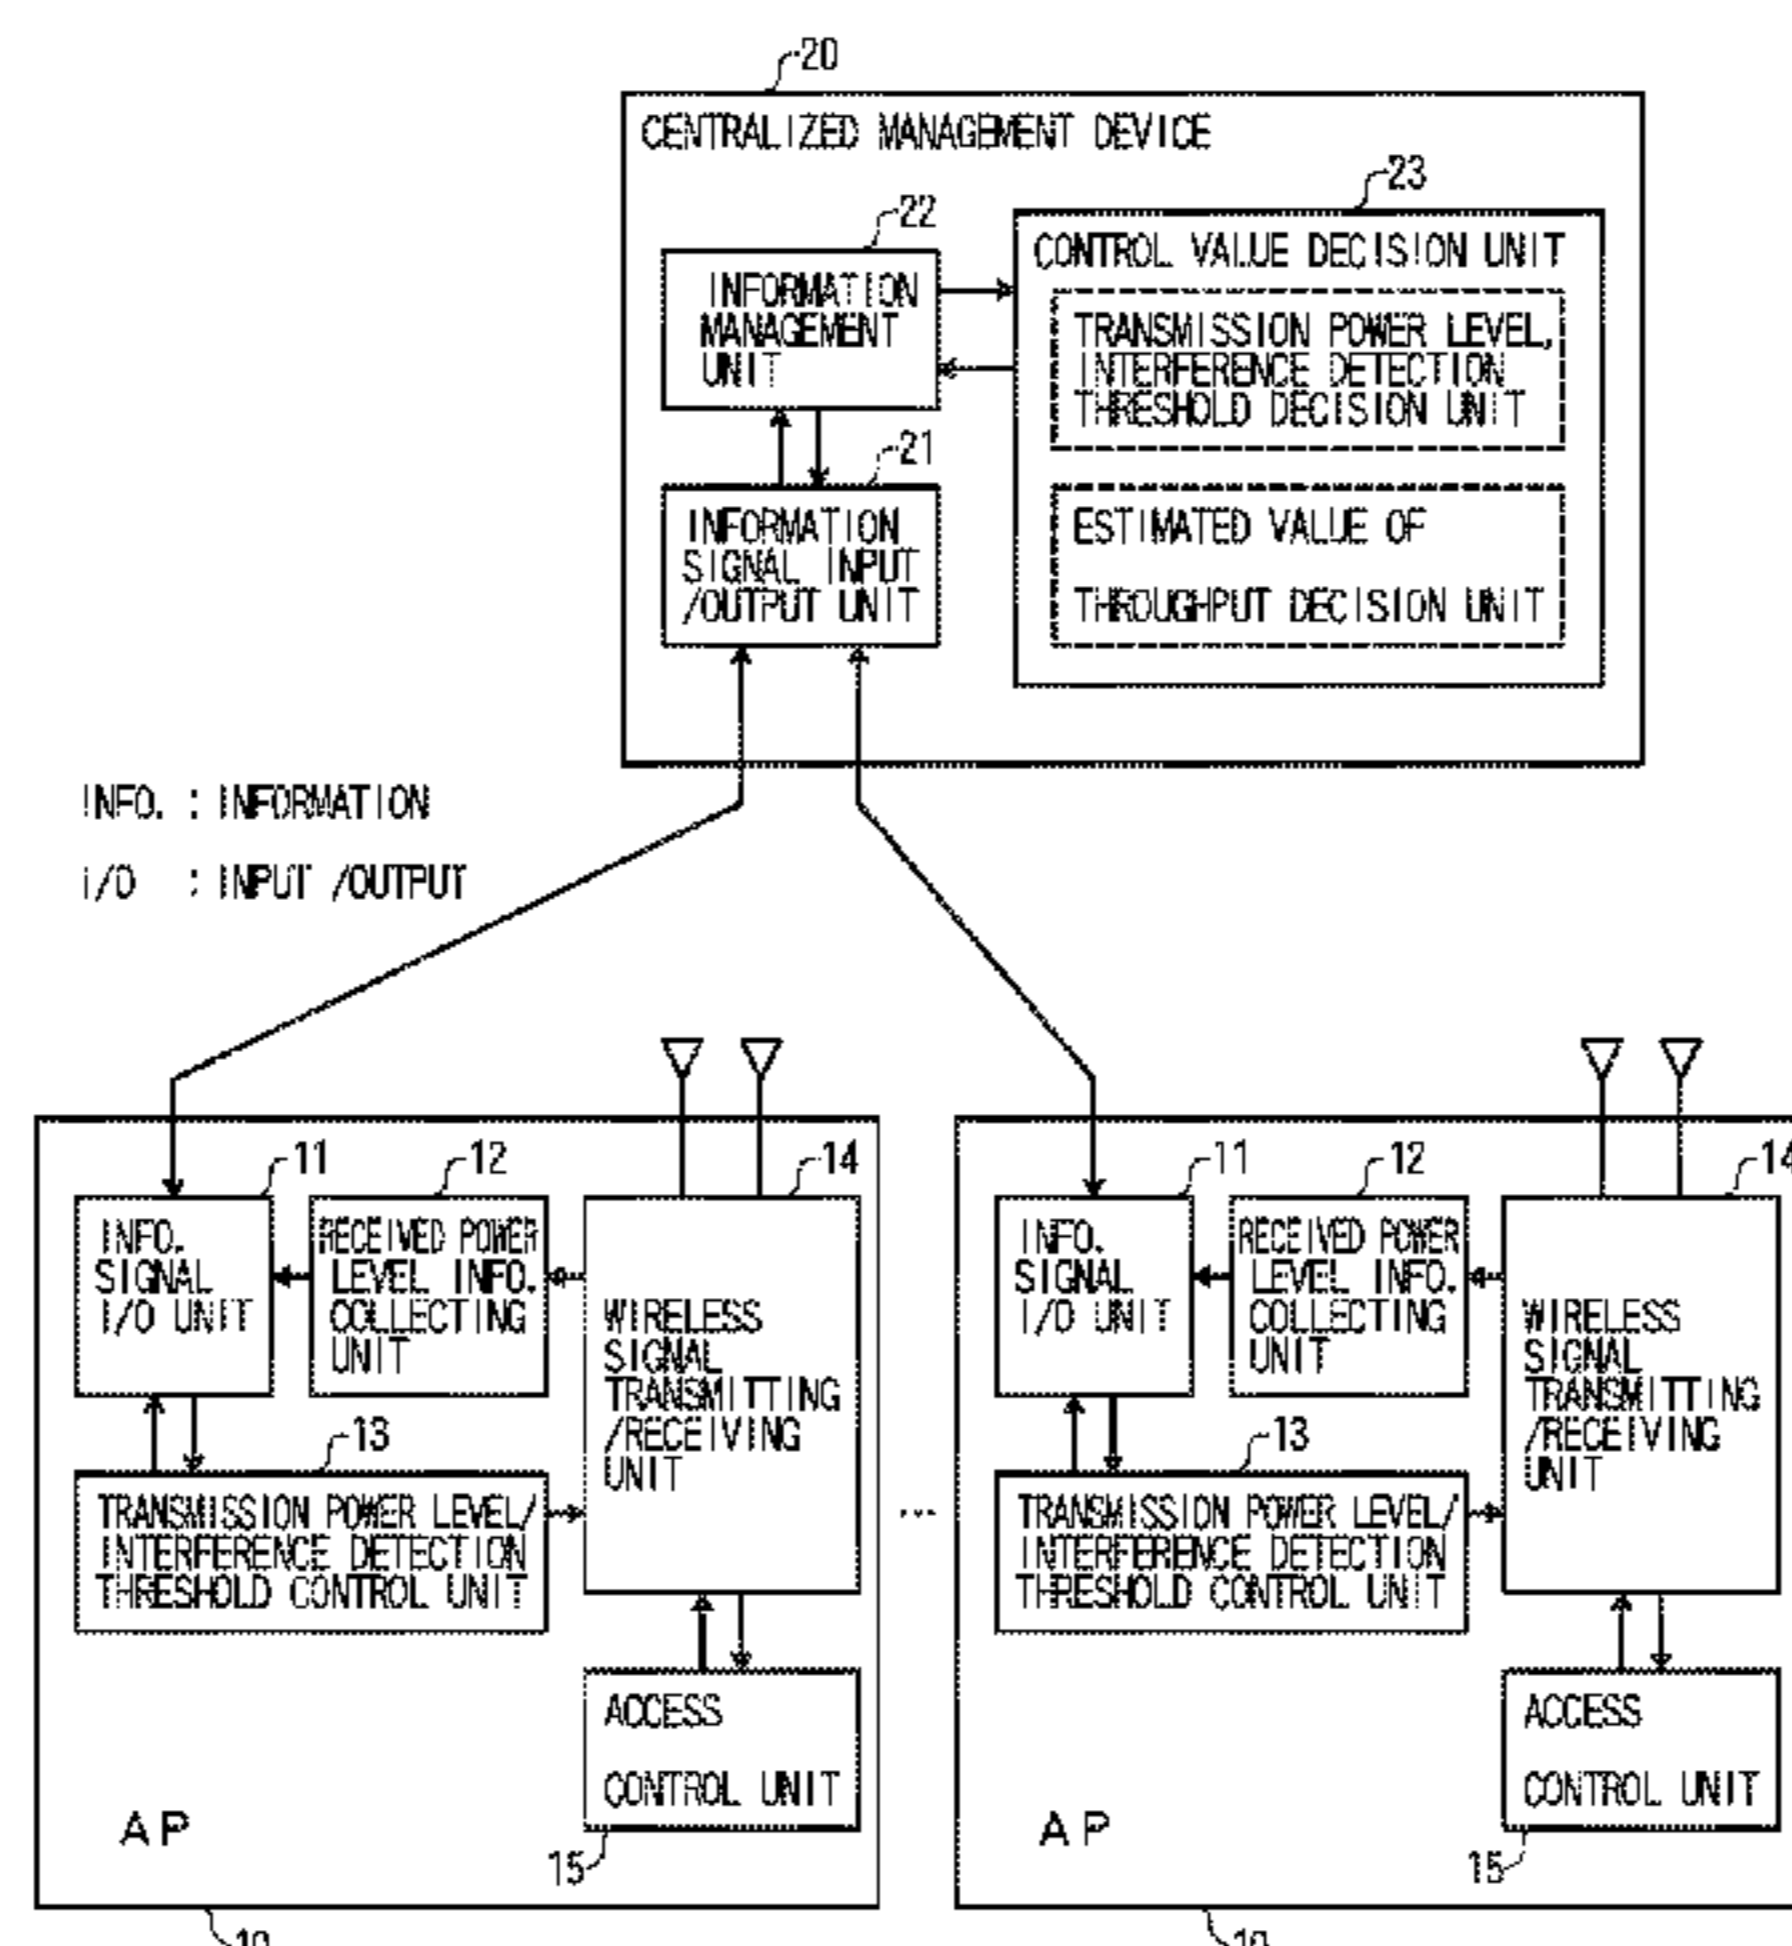 20
CENTRALIZED MANAGEMENT DEVICE
23
22
CONTROL VALUE DECISION UNIT
INFORMATION
MANAGEMENT
UNIT
TRANSMISSION POWER LEVEL,
INTERFERENCE DETECTION
THRESHOLD DECISION UNIT
21
INFORMATION
SIGNAL INPUT
/OUTPUT UNIT
ESTIMATED VALUE OF
THROUGHPUT DECISION UNIT
INFO. : INFORMATION
I/O : INPUT /OUTPUT
11
12
14
INFO.
SIGNAL
I/O UNIT
RECEIVED POWER
LEVEL INFO.
COLLECTING
UNIT
WIRELESS
SIGNAL
TRANSMITTING
/RECEIVING
UNIT
13
TRANSMISSION POWER LEVEL/
INTERFERENCE DETECTION
THRESHOLD CONTROL UNIT
ACCESS
CONTROL UNIT
AP
15
10
...
11
12
14
INFO.
SIGNAL
I/O UNIT
RECEIVED POWER
LEVEL INFO.
COLLECTING
UNIT
WIRELESS
SIGNAL
TRANSMITTING
/RECEIVING
UNIT
13
TRANSMISSION POWER LEVEL/
INTERFERENCE DETECTION
THRESHOLD CONTROL UNIT
ACCESS
CONTROL UNIT
AP
15
10